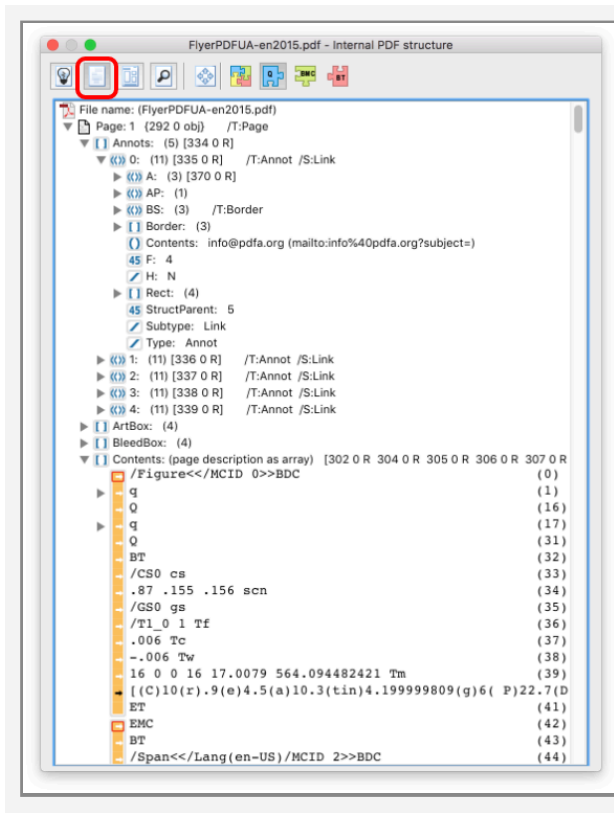 FlyerPDFUA-en2015.pdf - Internal PDF structure
Q BMC BT
File name: (FlyerPDFUA-en2015.pdf)
Page: 1 {292 0 obj} /T:Page
[ ] Annots: (5) [334 0 R]
0: (11) [335 0 R] /T:Annot /S:Link
A: (3) [370 0 R]
AP: (1)
BS: (3) /T:Border
[ ] Border: (3)
() Contents: info@pdfa.org (mailto:info%40pdfa.org?subject=)
45 F: 4
H: N
[ ] Rect: (4)
45 StructParent: 5
Subtype: Link
Type: Annot
1: (11) [336 0 R] /T:Annot /S:Link
2: (11) [337 0 R] /T:Annot /S:Link
3: (11) [338 0 R] /T:Annot /S:Link
4: (11) [339 0 R] /T:Annot /S:Link
[ ] ArtBox: (4)
[ ] BleedBox: (4)
[ ] Contents: (page description as array) [302 0 R 304 0 R 305 0 R 306 0 R 307 0 R
/Figure<</MCID 0>>BDC (0)
q (1)
Q (16)
q (17)
Q (31)
BT (32)
/CS0 cs (33)
.87 .155 .156 scn (34)
/GS0 gs (35)
/T1_0 1 Tf (36)
.006 Tc (37)
-.006 Tw (38)
16 0 0 16 17.0079 564.094482421 Tm (39)
[(C)10(r).9(e)4.5(a)10.3(tin)4.199999809(g)6( P)22.7(D
ET (41)
EMC (42)
BT (43)
/Span<</Lang(en-US)/MCID 2>>BDC (44)